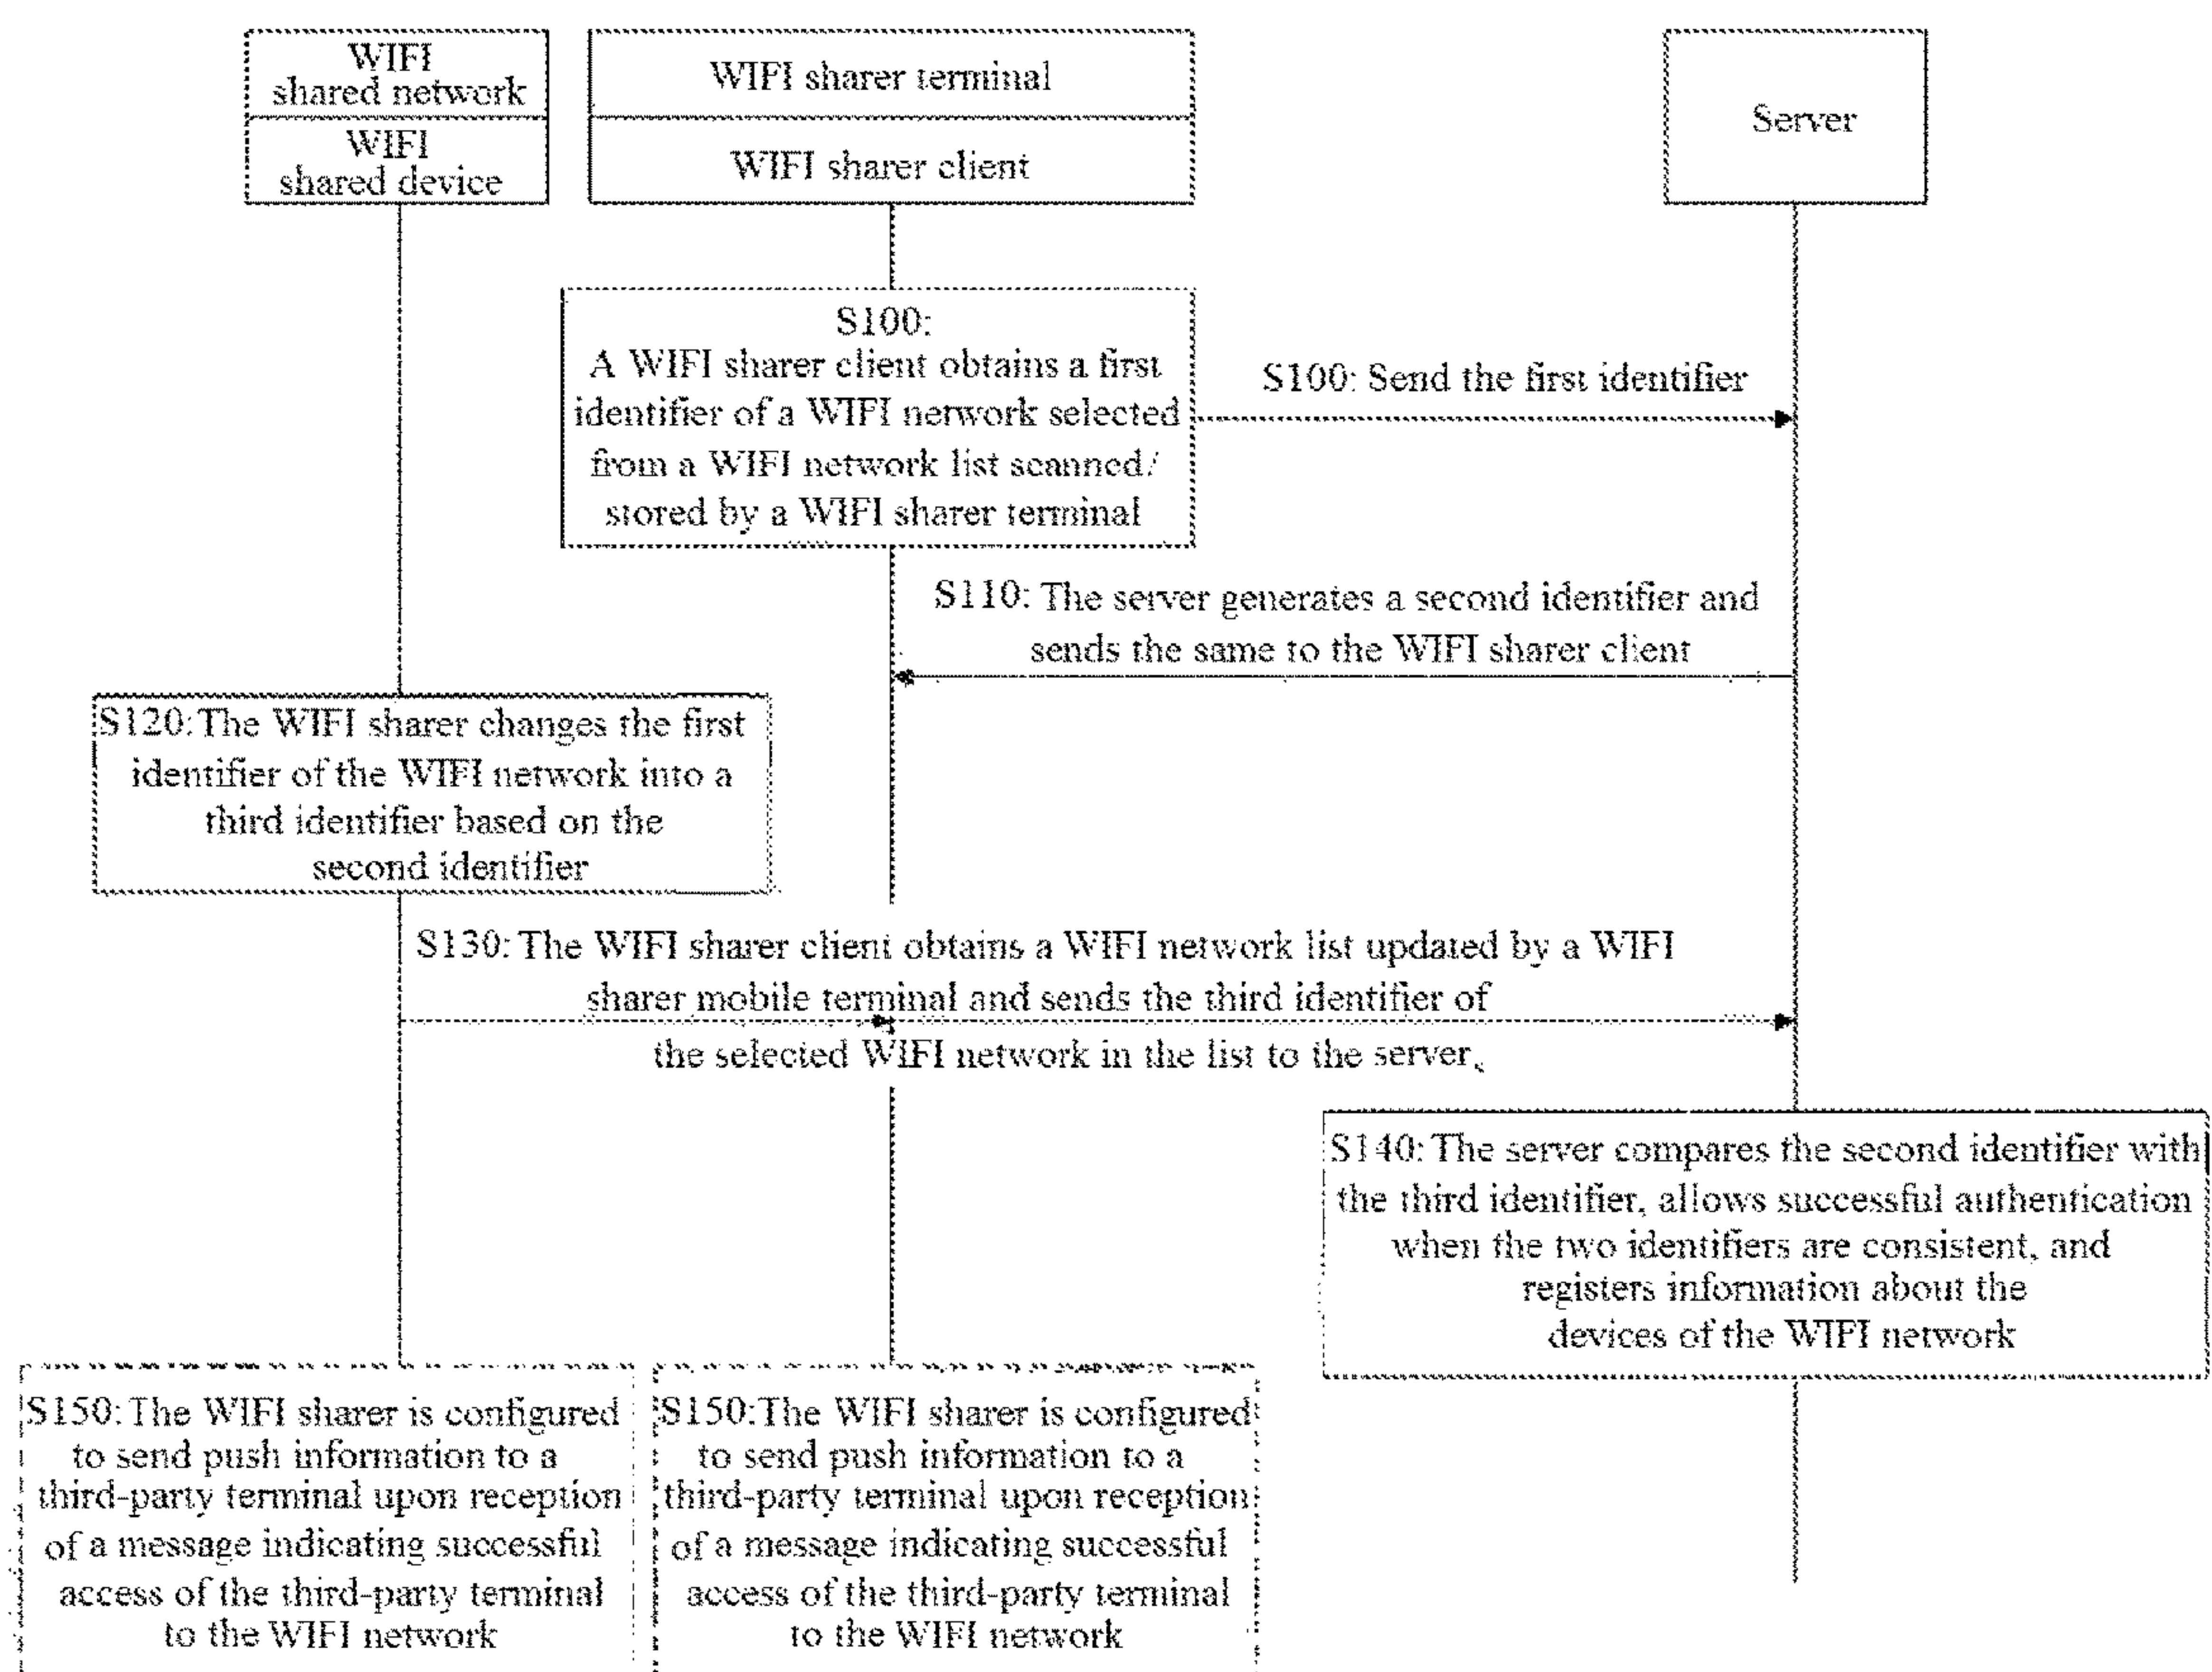 WIFI
shared network
WIFI
shared device
WIFI sharer terminal
WIFI sharer client
Server
S100:
A WIFI sharer client obtains a first
identifier of a WIFI network selected
from a WIFI network list scanned/
stored by a WIFI sharer terminal
S100: Send the first identifier
S110: The server generates a second identifier and
sends the same to the WIFI sharer client
S120: The WIFI sharer changes the first
identifier of the WIFI network into a
third identifier based on the
second identifier
S130: The WIFI sharer client obtains a WIFI network list updated by a WIFI
sharer mobile terminal and sends the third identifier of
the selected WIFI network in the list to the server.
S140: The server compares the second identifier with
the third identifier, allows successful authentication
when the two identifiers are consistent, and
registers information about the
devices of the WIFI network
S150: The WIFI sharer is configured
to send push information to a
third-party terminal upon reception
of a message indicating successful
access of the third-party terminal
to the WIFI network
S150: The WIFI sharer is configured
to send push information to a
third-party terminal upon reception
of a message indicating successful
access of the third-party terminal
to the WIFI network